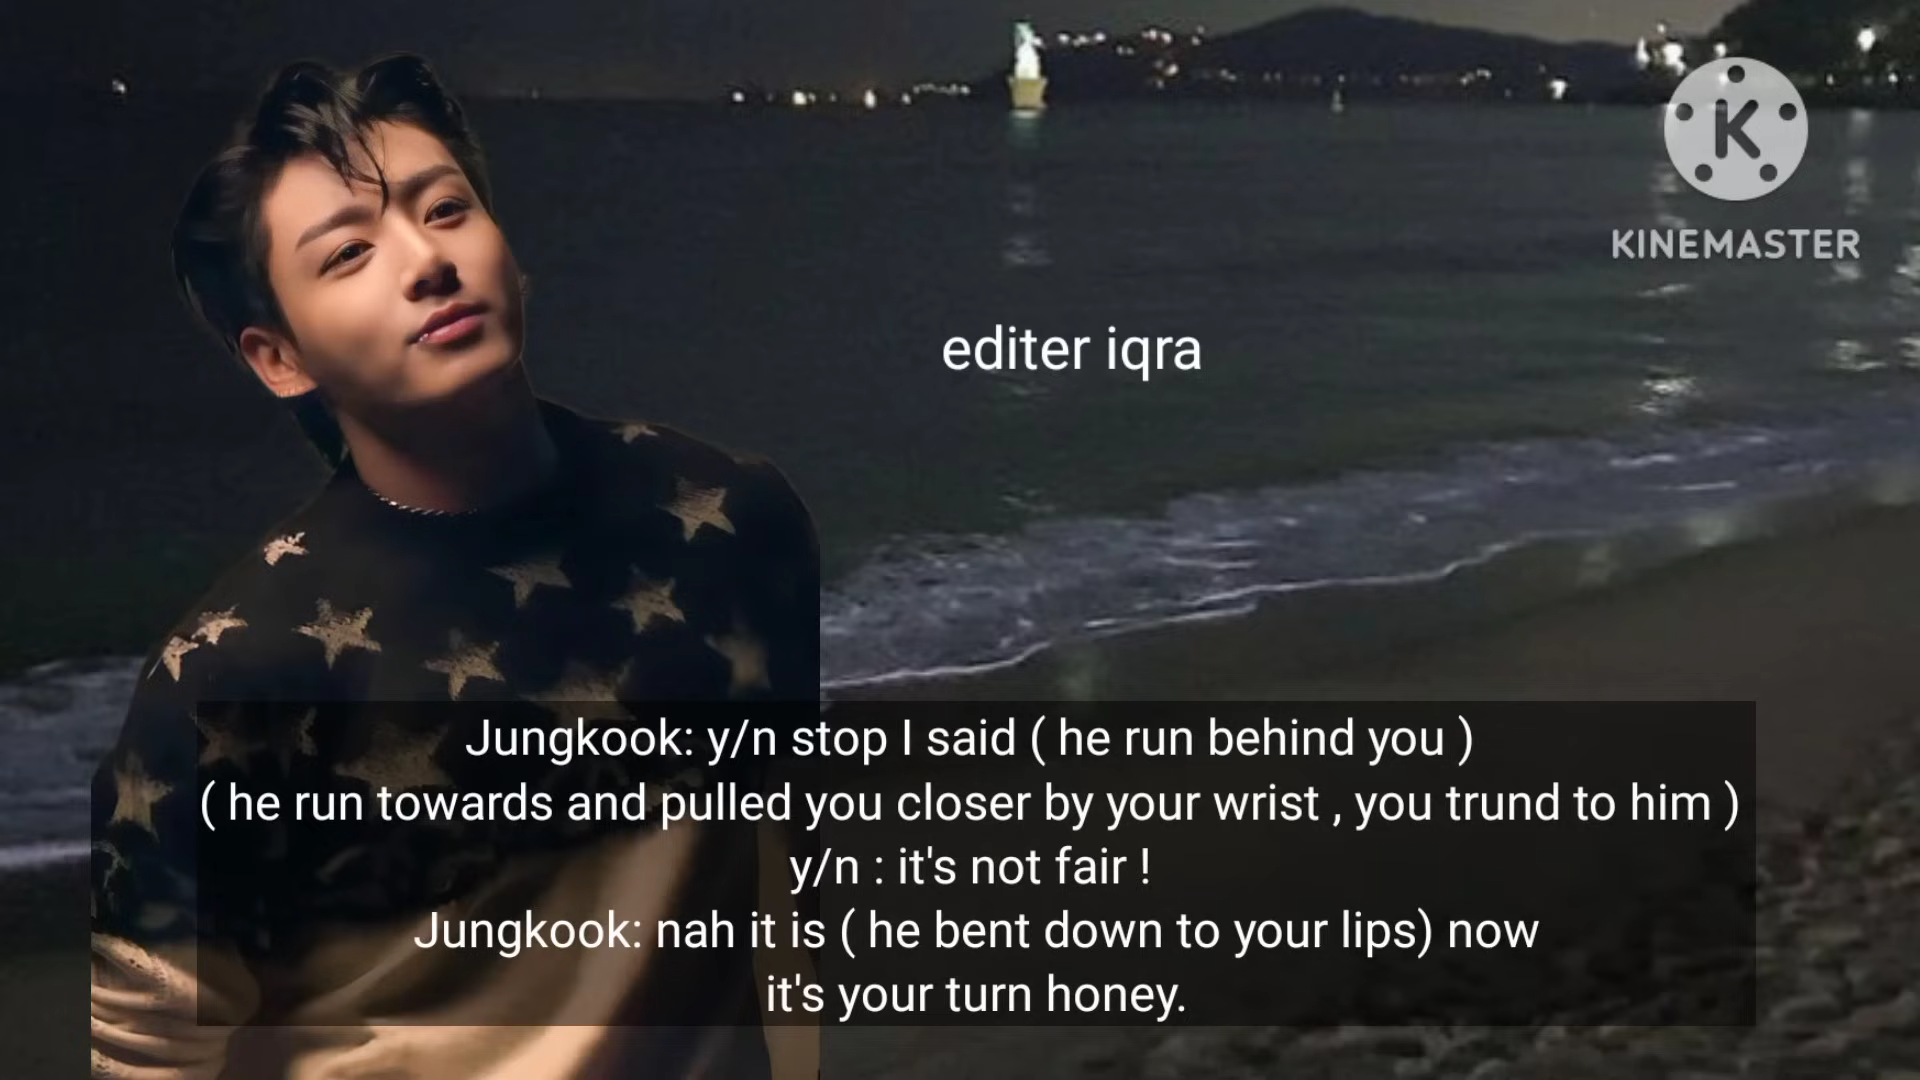 K
KINEMASTER
editer iqra
Jungkook: y/n stop I said ( he run behind you )
( he run towards and pulled you closer by your wrist , you trund to him )
y/n : it's not fair !
Jungkook: nah it is ( he bent down to your lips) now
it's your turn honey.